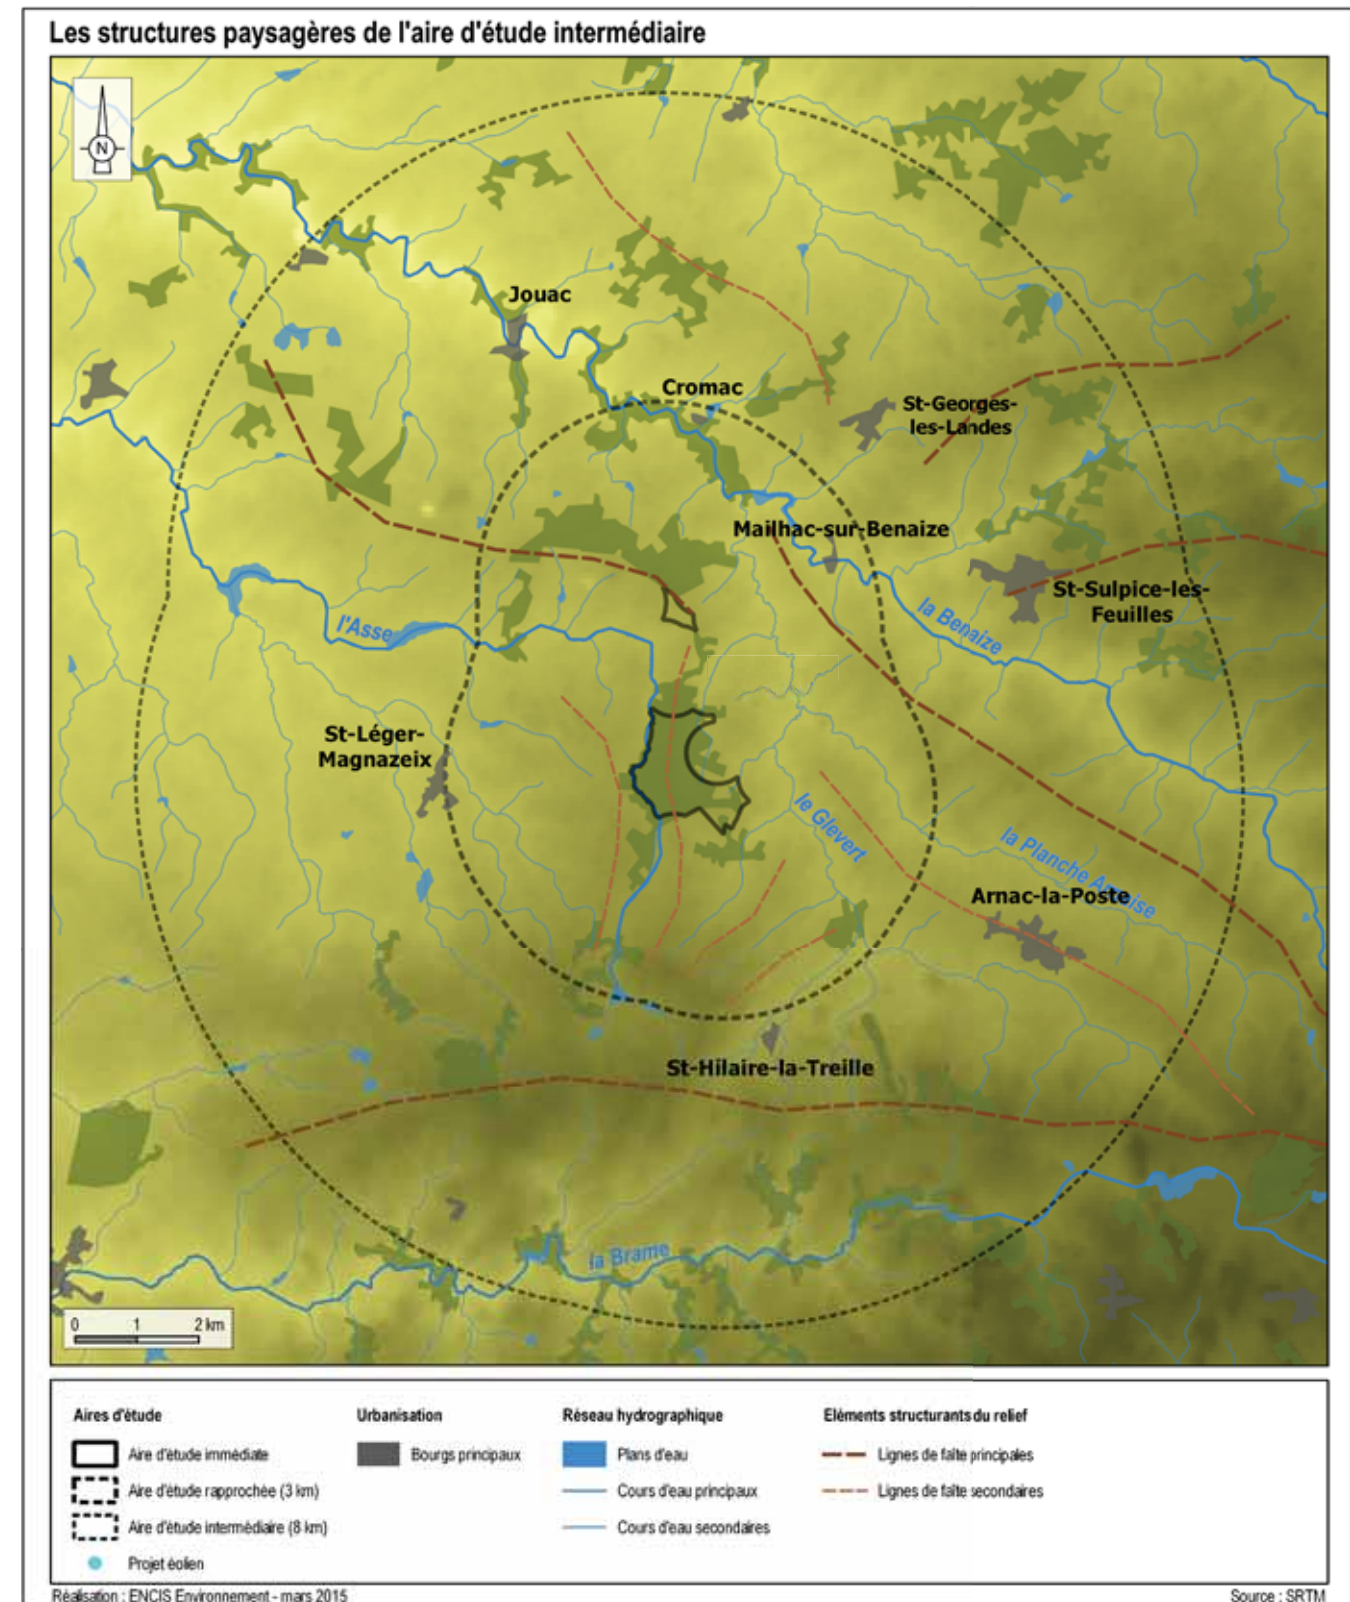 Les structures paysagères de l'aire d'étude intermédiaire
N
Jouac
Cromac
St-Georges-
les-Landes
Mailhac-sur-Benaize
St-Sulpice-les-
Feuilles
la Benaize
l'Asse
St-Léger-
Magnazeix
le Glevert
la Planche Arnaise
Arnac-la-Poste
St-Hilaire-la-Treille
la Brame
0 1 2 km
Aires d'étude
Aire d'étude immédiate
Aire d'étude rapprochée (3 km)
Aire d'étude intermédiaire (8 km)
Projet éolien
Urbanisation
Bourgs principaux
Réseau hydrographique
Plans d'eau
Cours d'eau principaux
Cours d'eau secondaires
Eléments structurants du relief
Lignes de faîte principales
Lignes de faîte secondaires
Réalisation : ENCIS Environnement - mars 2015
Source : SRTM